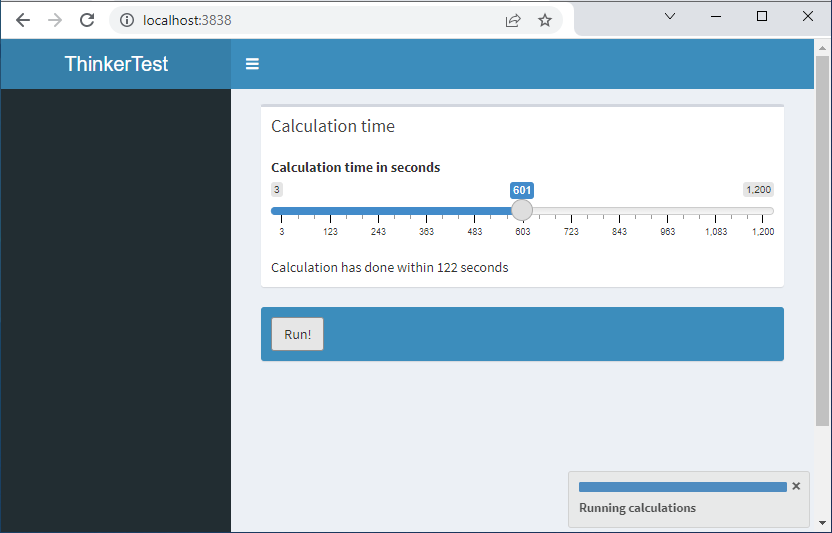 localhost:3838
ThinkerTest
Calculation time
Calculation time in seconds
3 601 1,200
3 123 243 363 483 603 723 843 963 1,083 1,200
Calculation has done within 122 seconds
Run!
Running calculations